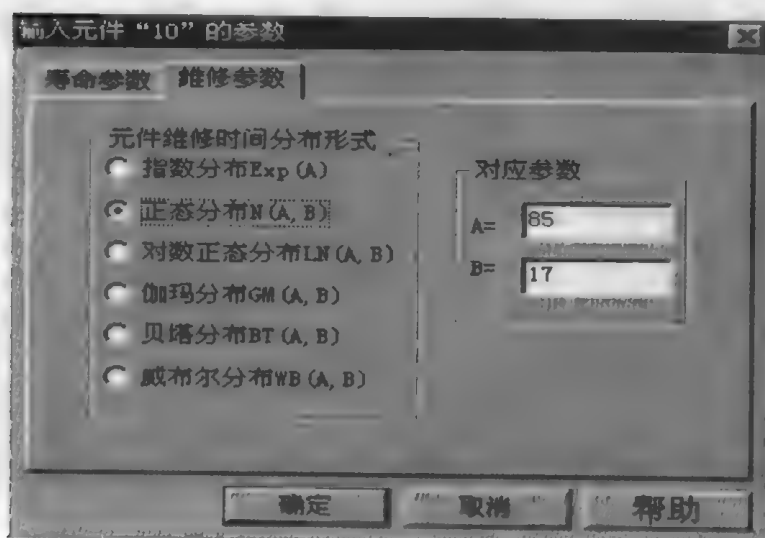 输入元件“10”的参数
寿命参数 维修参数
元件维修时间分布形式
指数分布Exp(A)
正态分布N(A,B)
对数正态分布LN(A,B)
伽玛分布GM(A,B)
贝塔分布BT(A,B)
威布尔分布WB(A,B)
对应参数
A= 85
B= 17
确定 取消 帮助